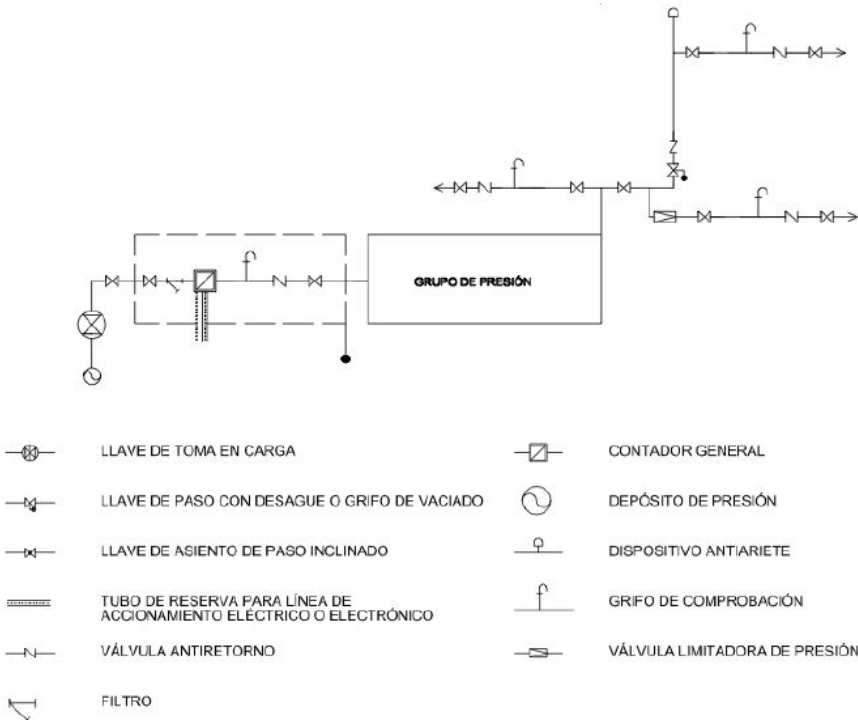 GRUPO DE PRESIÓN
LLAVE DE TOMA EN CARGA
LLAVE DE PASO CON DESAGUE O GRIFO DE VACIADO
LLAVE DE ASIENTO DE PASO INCLINADO
TUBO DE RESERVA PARA LÍNEA DE
ACCIONAMIENTO ELÉCTRICO O ELECTRÓNICO
VÁLVULA ANTIRETORNO
FILTRO
CONTADOR GENERAL
DEPÓSITO DE PRESIÓN
DISPOSITIVO ANTIARIETE
GRIFO DE COMPROBACIÓN
VÁLVULA LIMITADORA DE PRESIÓN